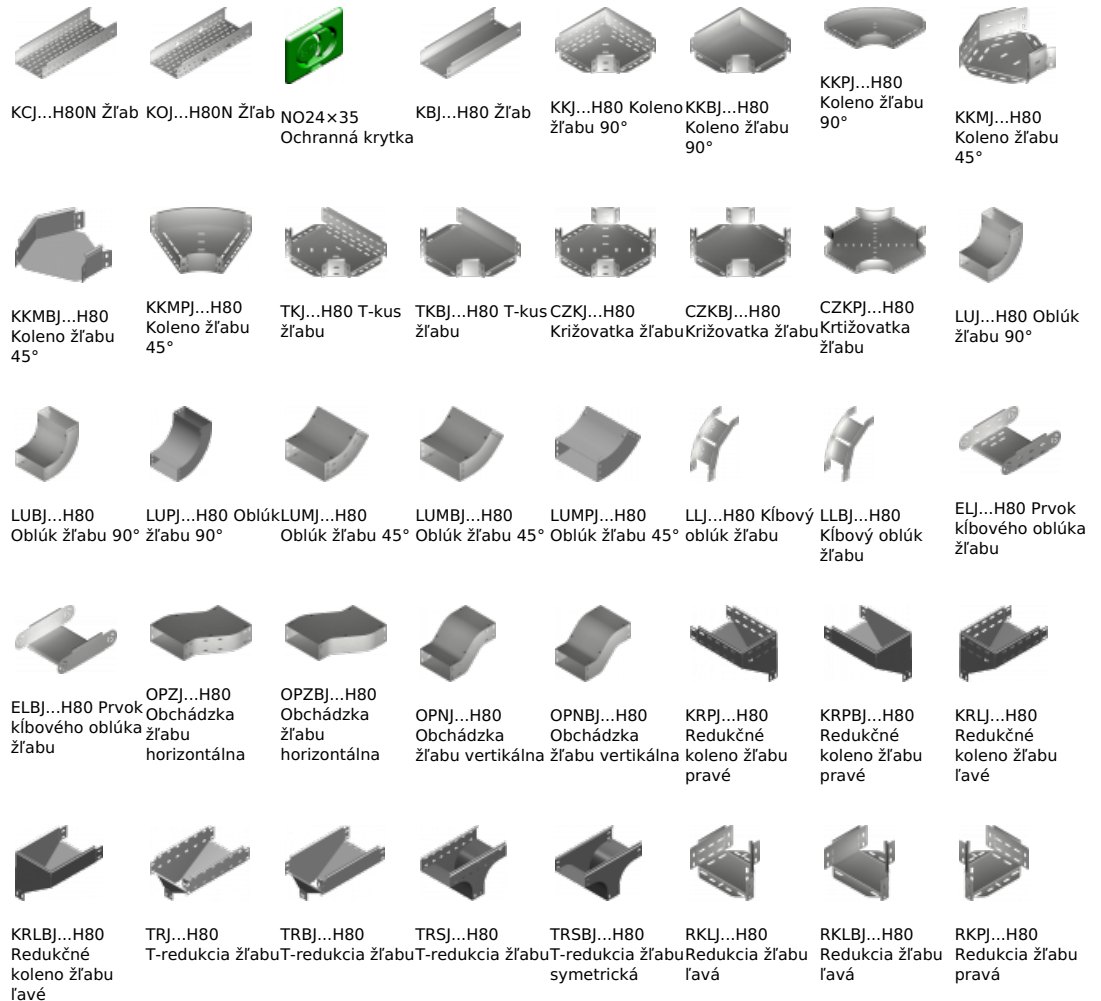 KCJ...H80N Žľab
KOJ...H80N Žľab
NO24×35
Ochranná krytka
KBJ...H80 Žľab
KKJ...H80 Koleno
žľabu 90°
KKBJ...H80
Koleno žľabu
90°
KKPJ...H80
Koleno žľabu
90°
KKMJ...H80
Koleno žľabu
45°
KKMBJ...H80
Koleno žľabu
45°
KKMPJ...H80
Koleno žľabu
45°
TKJ...H80 T-kus
žľabu
TKBJ...H80 T-kus
žľabu
CZKJ...H80
Križovatka žľabu
CZKBJ...H80
Križovatka žľabu
CZKPJ...H80
Krtižovatka
žľabu
LUJ...H80 Oblúk
žľabu 90°
LUBJ...H80
Oblúk žľabu 90°
LUPJ...H80 Oblúk
žľabu 90°
LUMJ...H80
Oblúk žľabu 45°
LUMBJ...H80
Oblúk žľabu 45°
LUMPJ...H80
Oblúk žľabu 45°
LLJ...H80 Kĺbový
oblúk žľabu
LLBJ...H80
Kĺbový oblúk
žľabu
ELJ...H80 Prvok
kĺbového oblúka
žľabu
ELBJ...H80 Prvok
kĺbového oblúka
žľabu
OPZJ...H80
Obchádzka
žľabu
horizontálna
OPZBJ...H80
Obchádzka
žľabu
horizontálna
OPNJ...H80
Obchádzka
žľabu vertikálna
OPNBJ...H80
Obchádzka
žľabu vertikálna
KRPJ...H80
Redukčné
koleno žľabu
pravé
KRPBJ...H80
Redukčné
koleno žľabu
pravé
KRLJ...H80
Redukčné
koleno žľabu
ľavé
KRLBJ...H80
Redukčné
koleno žľabu
ľavé
TRJ...H80
T-redukcia žľabu
TRBJ...H80
T-redukcia žľabu
TRSJ...H80
T-redukcia žľabu
TRSBJ...H80
T-redukcia žľabu
symetrická
RKLJ...H80
Redukcia žľabu
ľavá
RKLBJ...H80
Redukcia žľabu
ľavá
RKPJ...H80
Redukcia žľabu
pravá